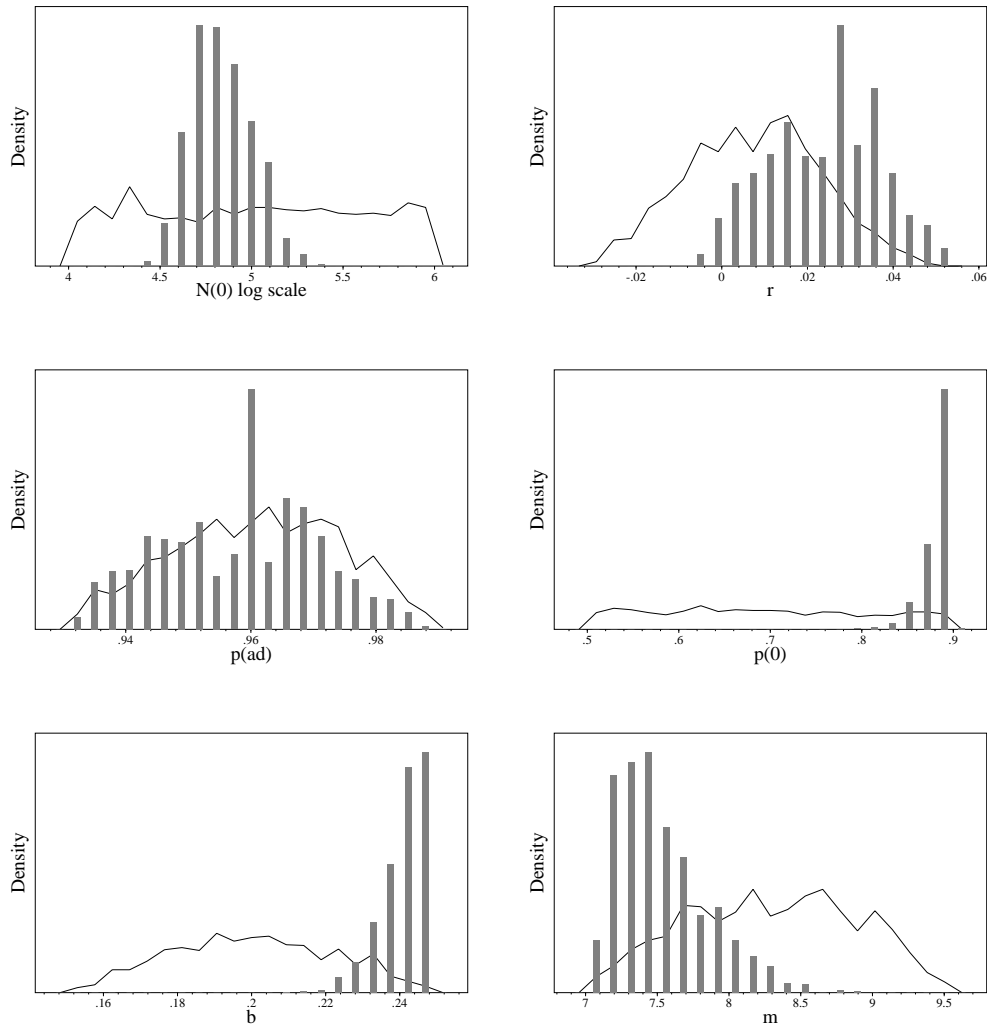 Density
4 4.5 5 5.5 6
N(0) log scale
Density
-.02 0 .02 .04 .06
r
Density
.94 .96 .98
p(ad)
Density
.5 .6 .7 .8 .9
p(0)
Density
.16 .18 .2 .22 .24
b
Density
7 7.5 8 8.5 9 9.5
m